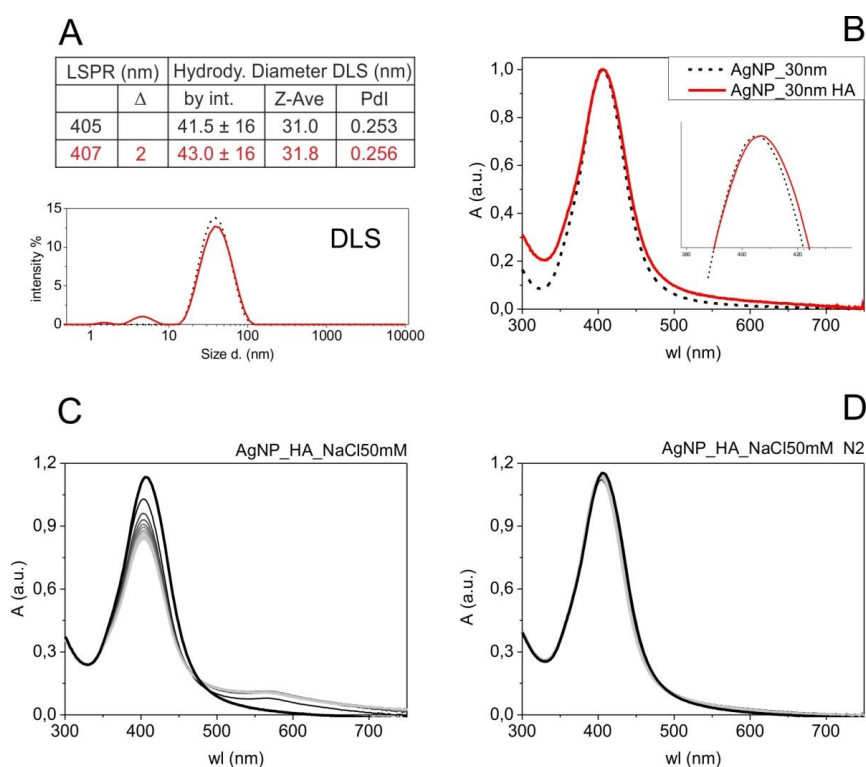 A
LSPR (nm) Hydrody. Diameter DLS (nm)
Δ by int. Z-Ave PdI
405 41.5 ± 16 31.0 0.253
407 2 43.0 ± 16 31.8 0.256
DLS
intensity %
15
10
5
0
1 10 100 1000 10000
Size d. (nm)
B
AgNP_30nm
AgNP_30nm HA
A (a.u.)
1,0
0,8
0,6
0,4
0,2
0,0
380 400 420
300 400 500 600 700
wl (nm)
C
AgNP_HA_NaCl50mM
A (a.u.)
1,2
0,9
0,6
0,3
0,0
300 400 500 600 700
wl (nm)
D
AgNP_HA_NaCl50mM N2
A (a.u.)
1,2
0,9
0,6
0,3
0,0
300 400 500 600 700
wl (nm)